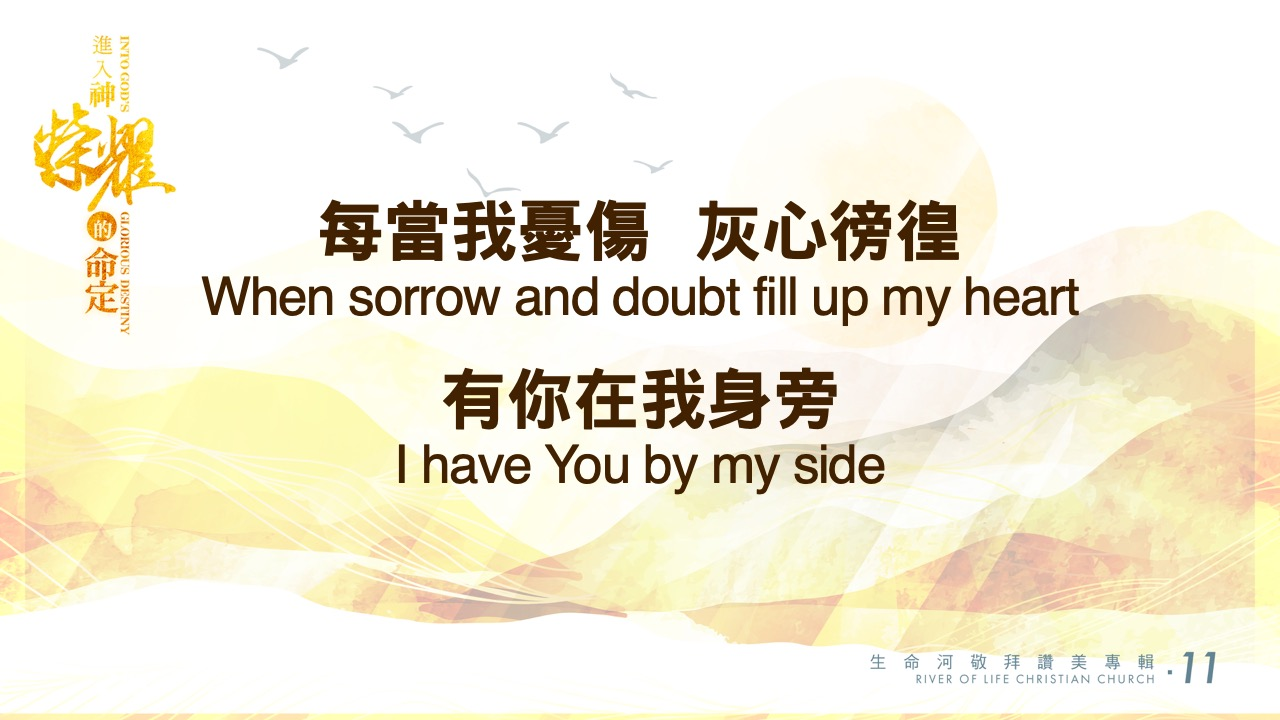 進入神
榮耀
的
命定
INTO GOD'S
GLORIOUS DESTINY
每當我憂傷 灰心徬徨
When sorrow and doubt fill up my heart
有你在我身旁
I have You by my side
生命河敬拜讚美專輯 ·11
RIVER OF LIFE CHRISTIAN CHURCH